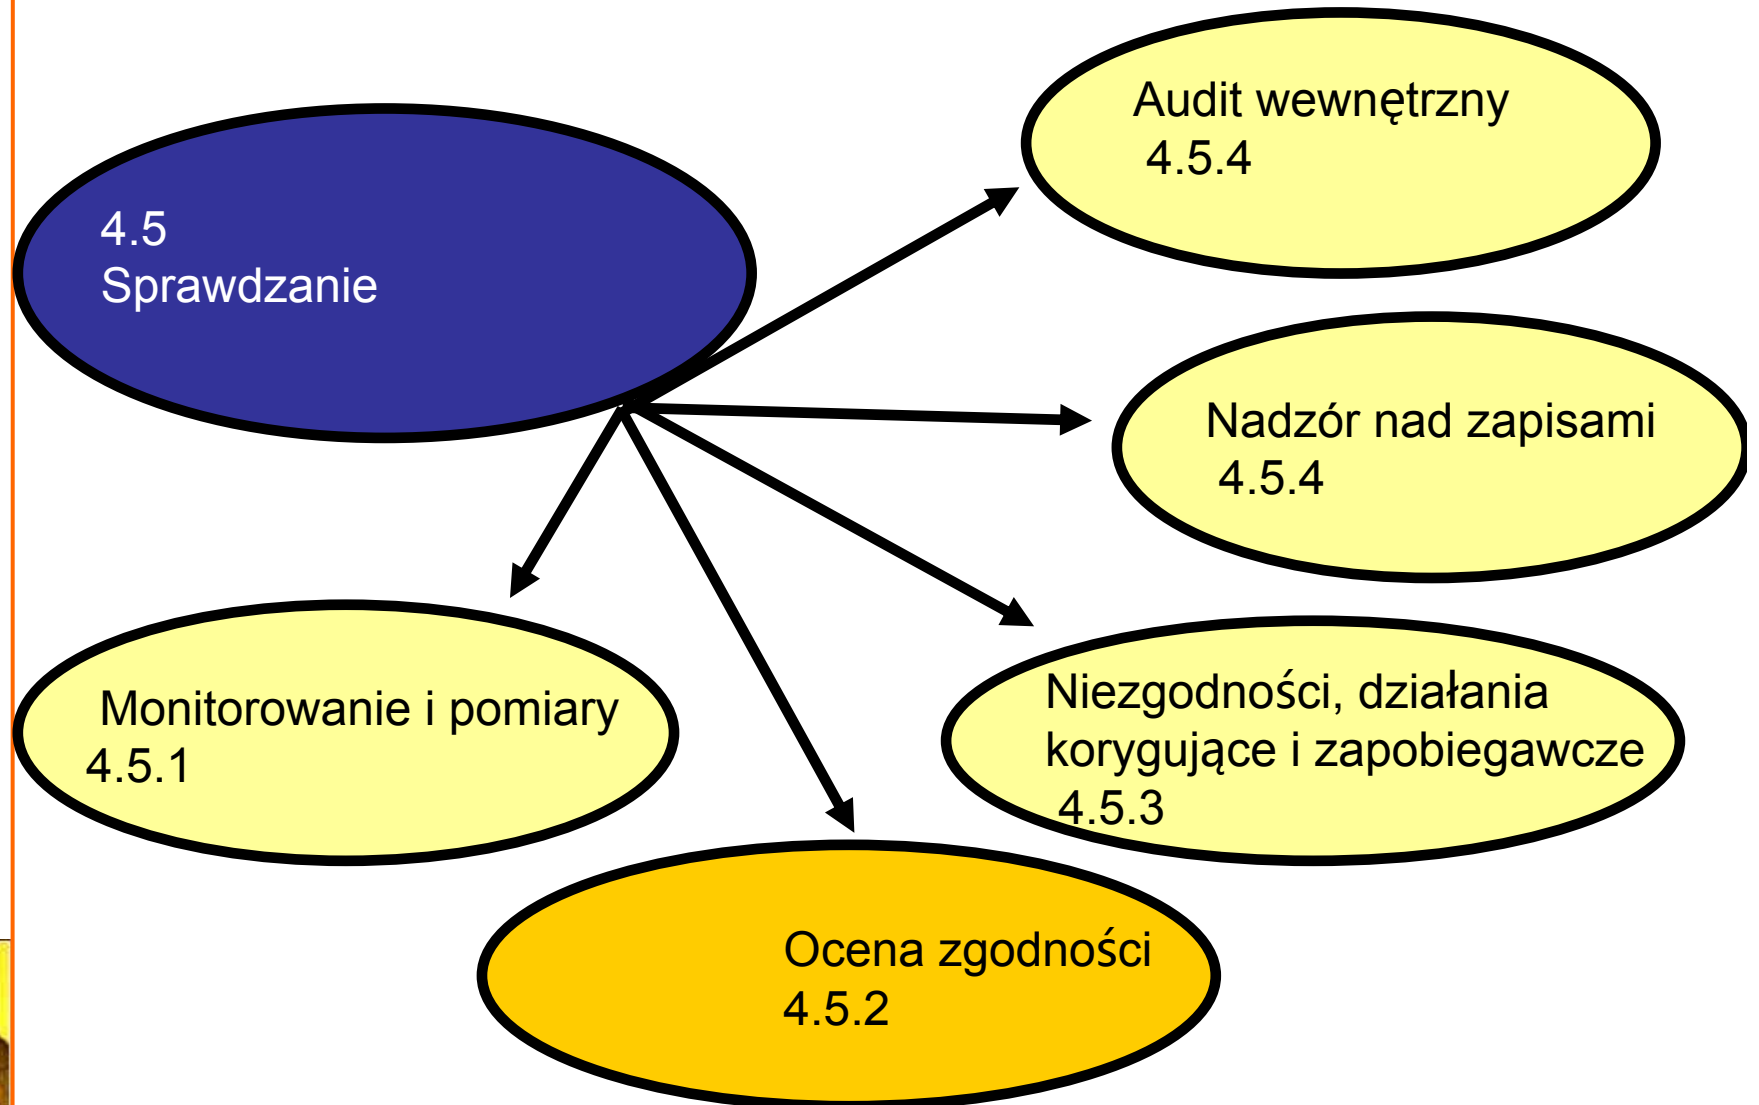 4.5
Sprawdzanie
Audit wewnętrzny
4.5.4
Nadzór nad zapisami
4.5.4
Niezgodności, działania
korygujące i zapobiegawcze
4.5.3
Monitorowanie i pomiary
4.5.1
Ocena zgodności
4.5.2